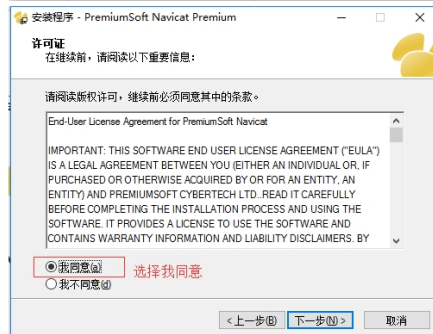 安装程序 - PremiumSoft Navicat Premium
许可证
在继续前，请阅读以下重要信息：
请阅读版权许可，继续前必须同意其中的条款。
End-User License Agreement for PremiumSoft Navicat
IMPORTANT: THIS SOFTWARE END USER LICENSE AGREEMENT ("EULA")
IS A LEGAL AGREEMENT BETWEEN YOU (EITHER AN INDIVIDUAL OR, IF
PURCHASED OR OTHERWISE ACQUIRED BY OR FOR AN ENTITY, AN
ENTITY) AND PREMIUMSOFT CYBERTECH LTD..READ IT CAREFULLY
BEFORE COMPLETING THE INSTALLATION PROCESS AND USING THE
SOFTWARE. IT PROVIDES A LICENSE TO USE THE SOFTWARE AND
CONTAINS WARRANTY INFORMATION AND LIABILITY DISCLAIMERS. BY
我同意(a) 选择我同意
我不同意(d)
<上一步(B) 下一步(N)> 取消